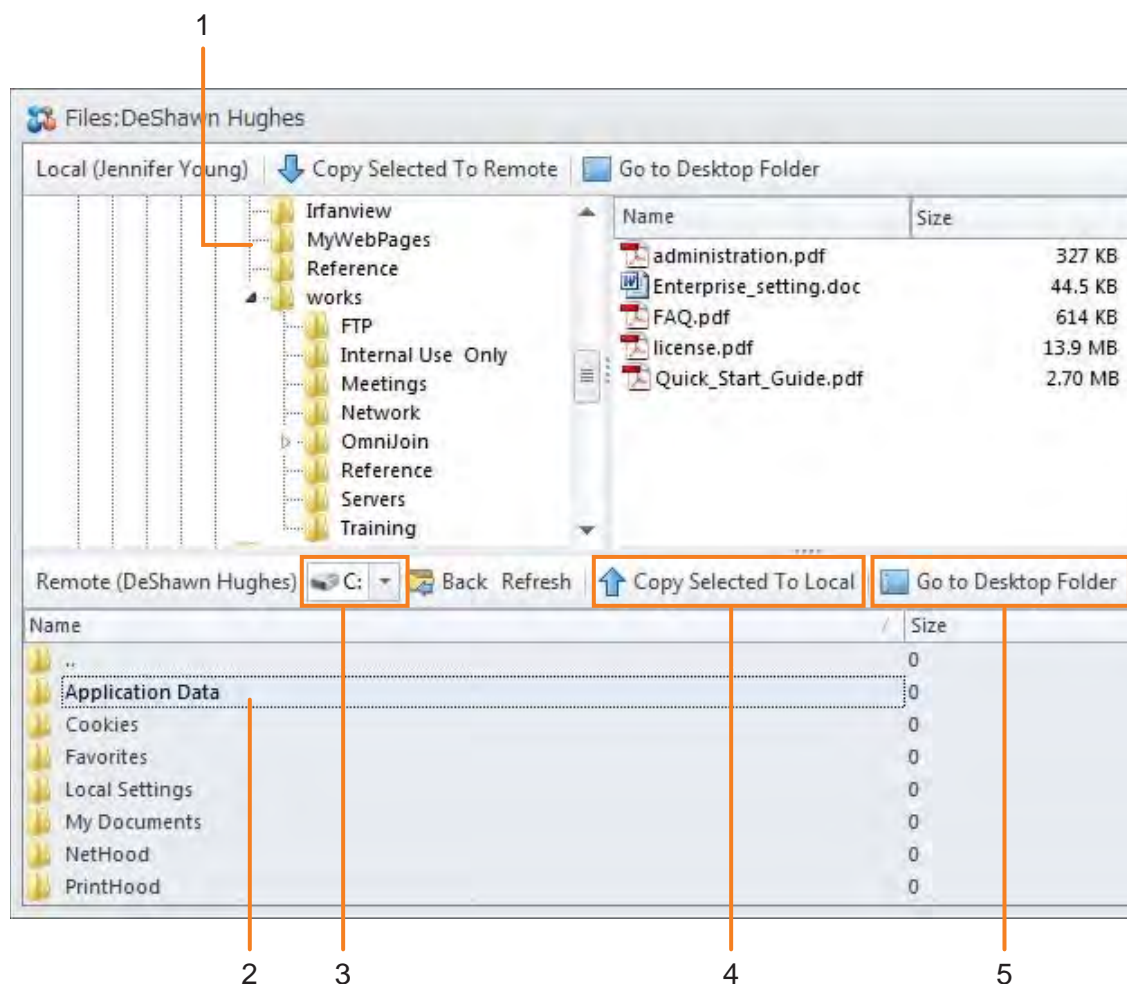 1
Files:DeShawn Hughes
Local (Jennifer Young) Copy Selected To Remote Go to Desktop Folder
Irfanview
MyWebPages
Reference
works
FTP
Internal Use Only
Meetings
Network
OmniJoin
Reference
Servers
Training
Name Size
administration.pdf 327 KB
Enterprise_setting.doc 44.5 KB
FAQ.pdf 614 KB
license.pdf 13.9 MB
Quick_Start_Guide.pdf 2.70 MB
Remote (DeShawn Hughes) C: Back Refresh Copy Selected To Local Go to Desktop Folder
Name Size
.. 0
Application Data 0
Cookies 0
Favorites 0
Local Settings 0
My Documents 0
NetHood 0
PrintHood 0
2 3 4 5